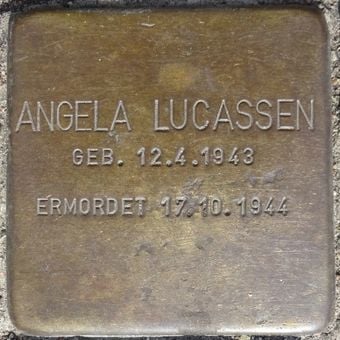 ANGELA LUCASSEN
GEB. 12.4.1943
ERMORDET 17.10.1944